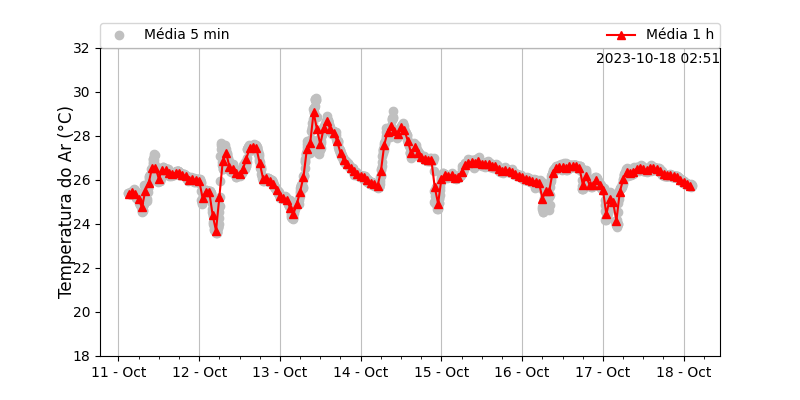 Média 5 min
Média 1 h
2023-10-18 02:51
Temperatura do Ar (°C)
32
30
28
26
24
22
20
18
11 - Oct
12 - Oct
13 - Oct
14 - Oct
15 - Oct
16 - Oct
17 - Oct
18 - Oct